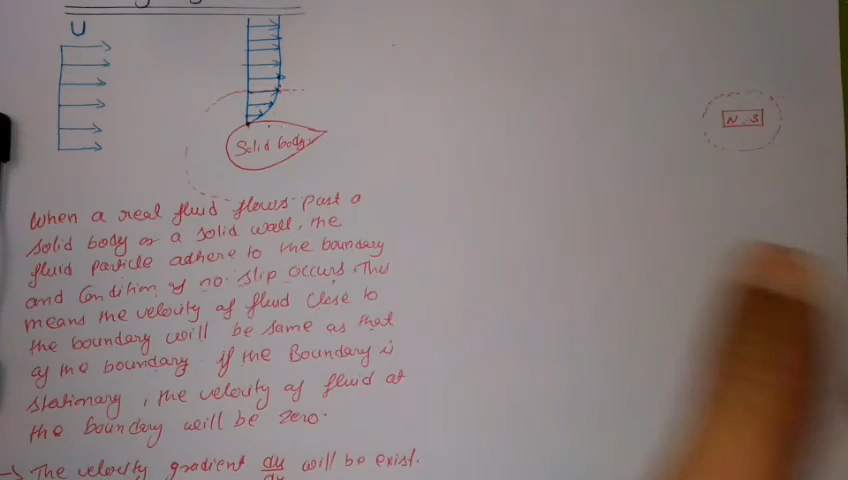 U
N S
Solid body
When a real fluid flows past a
solid body or a solid wall, the
fluid particle adhere to the boundary
and Condition of no slip occurs. This
means the velocity of fluid close to
the boundary will be same as that
of the boundary if the Boundary is
stationary, the velocity of fluid at
the boundary will be zero.
→ The velocity gradient du will be exist.